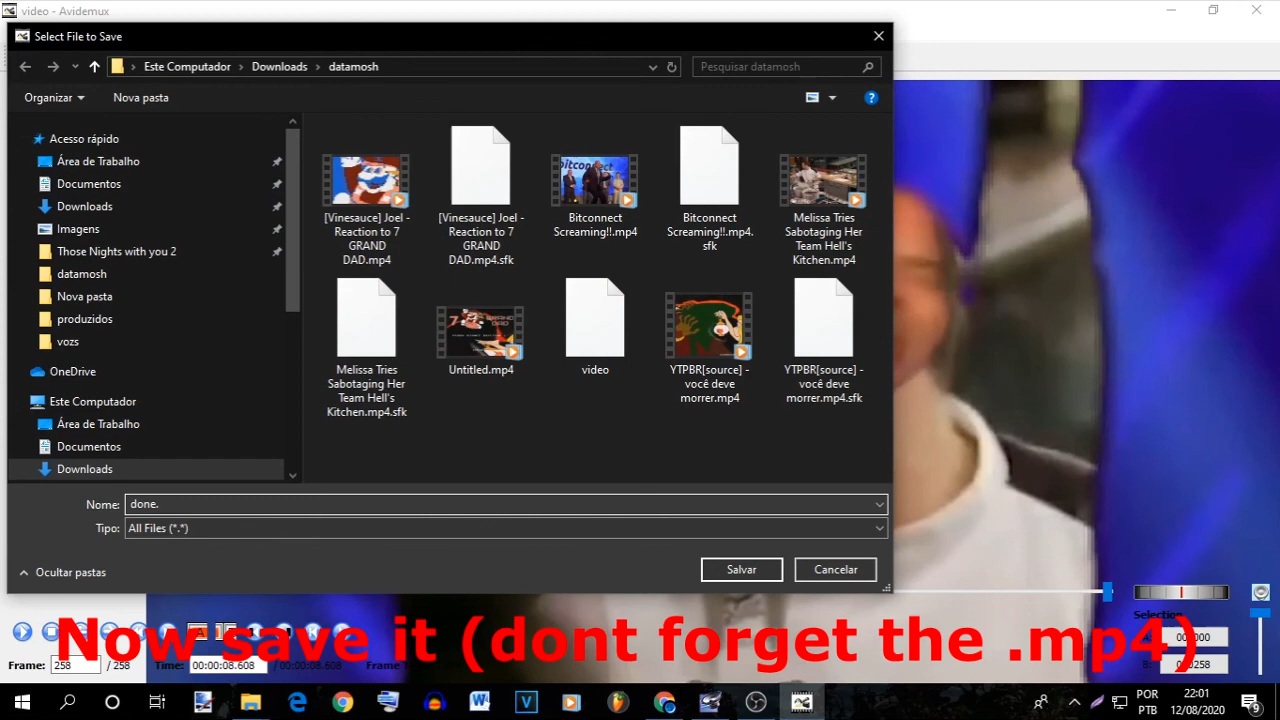 video - Avidemux
Select File to Save
Este Computador
Downloads
datamosh
Pesquisar datamosh
Organizar
Nova pasta
Acesso rápido
Área de Trabalho
Documentos
Downloads
Imagens
Those Nights with you 2
datamosh
Nova pasta
produzidos
vozs
OneDrive
Este Computador
Área de Trabalho
Documentos
Downloads
[Vinesauce] Joel -
Reaction to 7
GRAND
DAD.mp4
[Vinesauce] Joel -
Reaction to 7
GRAND
DAD.mp4.sfk
bitconnect
Bitconnect
Screaming!!.mp4
Bitconnect
Screaming!!.mp4.
sfk
Melissa Tries
Sabotaging Her
Team Hell's
Kitchen.mp4
Melissa Tries
Sabotaging Her
Team Hell's
Kitchen.mp4.sfk
Untitled.mp4
video
YTPBR[source] -
você deve
morrer.mp4
YTPBR[source] -
você deve
morrer.mp4.sfk
Nome: done.
Tipo: All Files (*.*)
Ocultar pastas
Salvar
Cancelar
Selection
Now save it (dont forget the .mp4)
Frame: 258 / 258
Time: 00:00:08.608 / 00:00:08.608
POR
PTB
22:01
12/08/2020
9